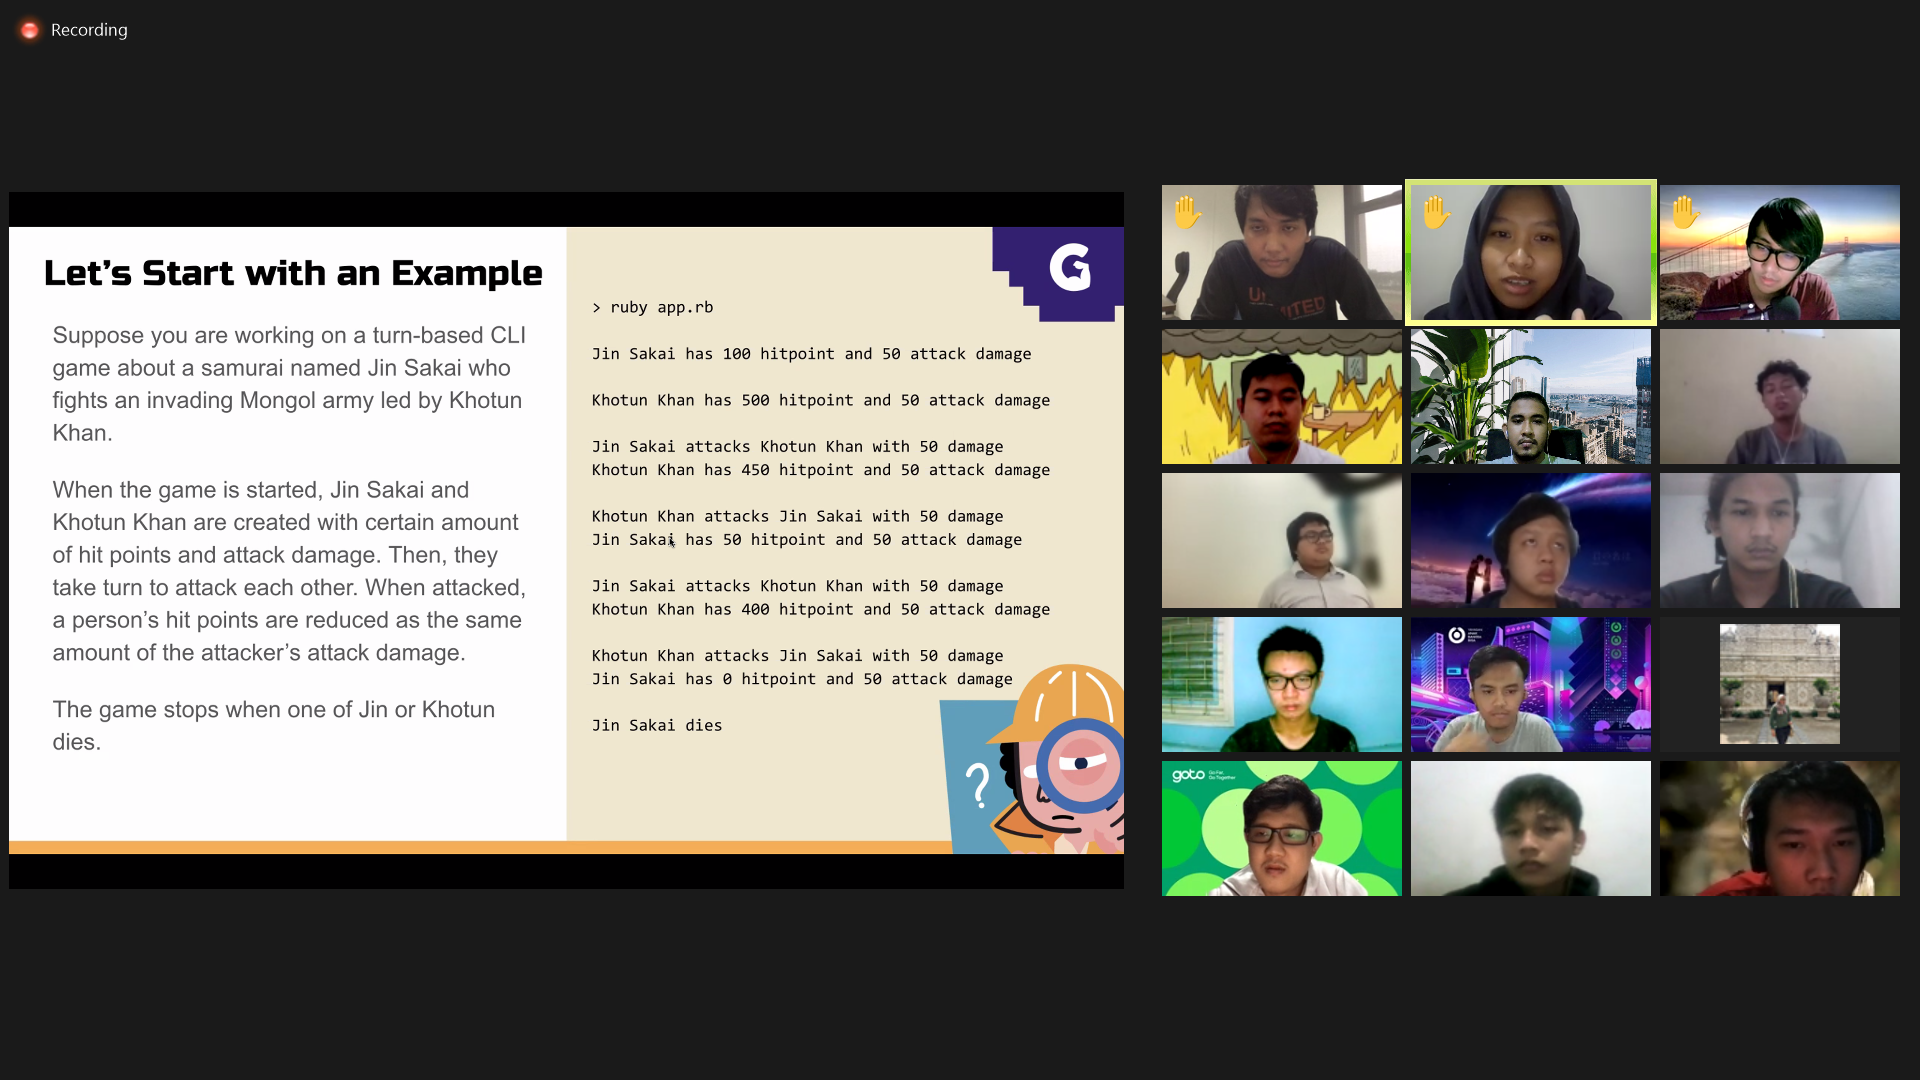 Recording
Let's Start with an Example
Suppose you are working on a turn-based CLI
game about a samurai named Jin Sakai who
fights an invading Mongol army led by Khotun
Khan.
When the game is started, Jin Sakai and
Khotun Khan are created with certain amount
of hit points and attack damage. Then, they
take turn to attack each other. When attacked,
a person's hit points are reduced as the same
amount of the attacker's attack damage.
The game stops when one of Jin or Khotun
dies.
G
> ruby app.rb
Jin Sakai has 100 hitpoint and 50 attack damage
Khotun Khan has 500 hitpoint and 50 attack damage
Jin Sakai attacks Khotun Khan with 50 damage
Khotun Khan has 450 hitpoint and 50 attack damage
Khotun Khan attacks Jin Sakai with 50 damage
Jin Sakai has 50 hitpoint and 50 attack damage
Jin Sakai attacks Khotun Khan with 50 damage
Khotun Khan has 400 hitpoint and 50 attack damage
Khotun Khan attacks Jin Sakai with 50 damage
Jin Sakai has 0 hitpoint and 50 attack damage
Jin Sakai dies
?
goto Go Far,
Go Together